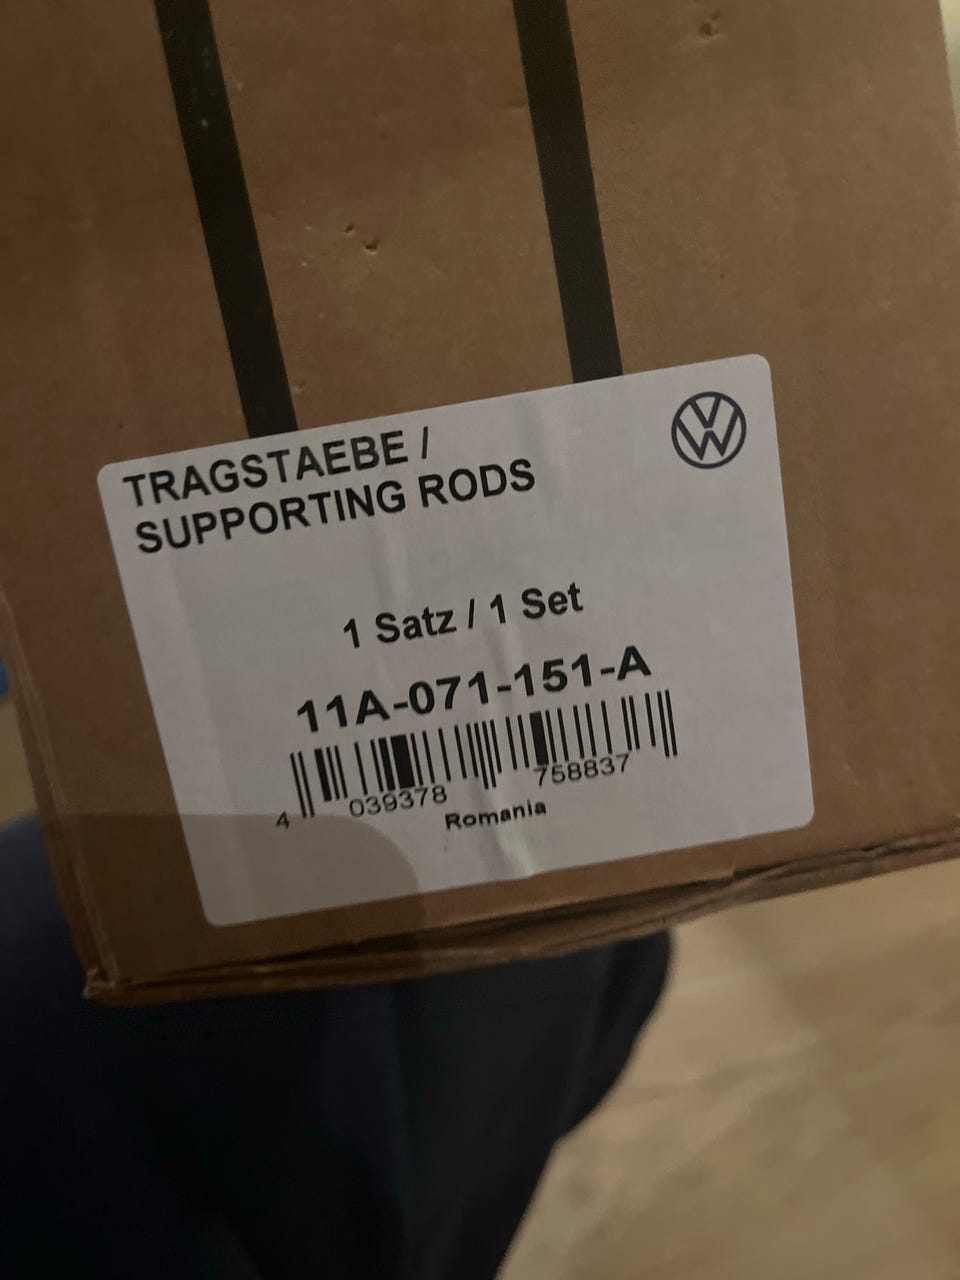 TRAGSTAEBE /
SUPPORTING RODS
1 Satz / 1 Set
11A-071-151-A
4 039378 758837
Romania